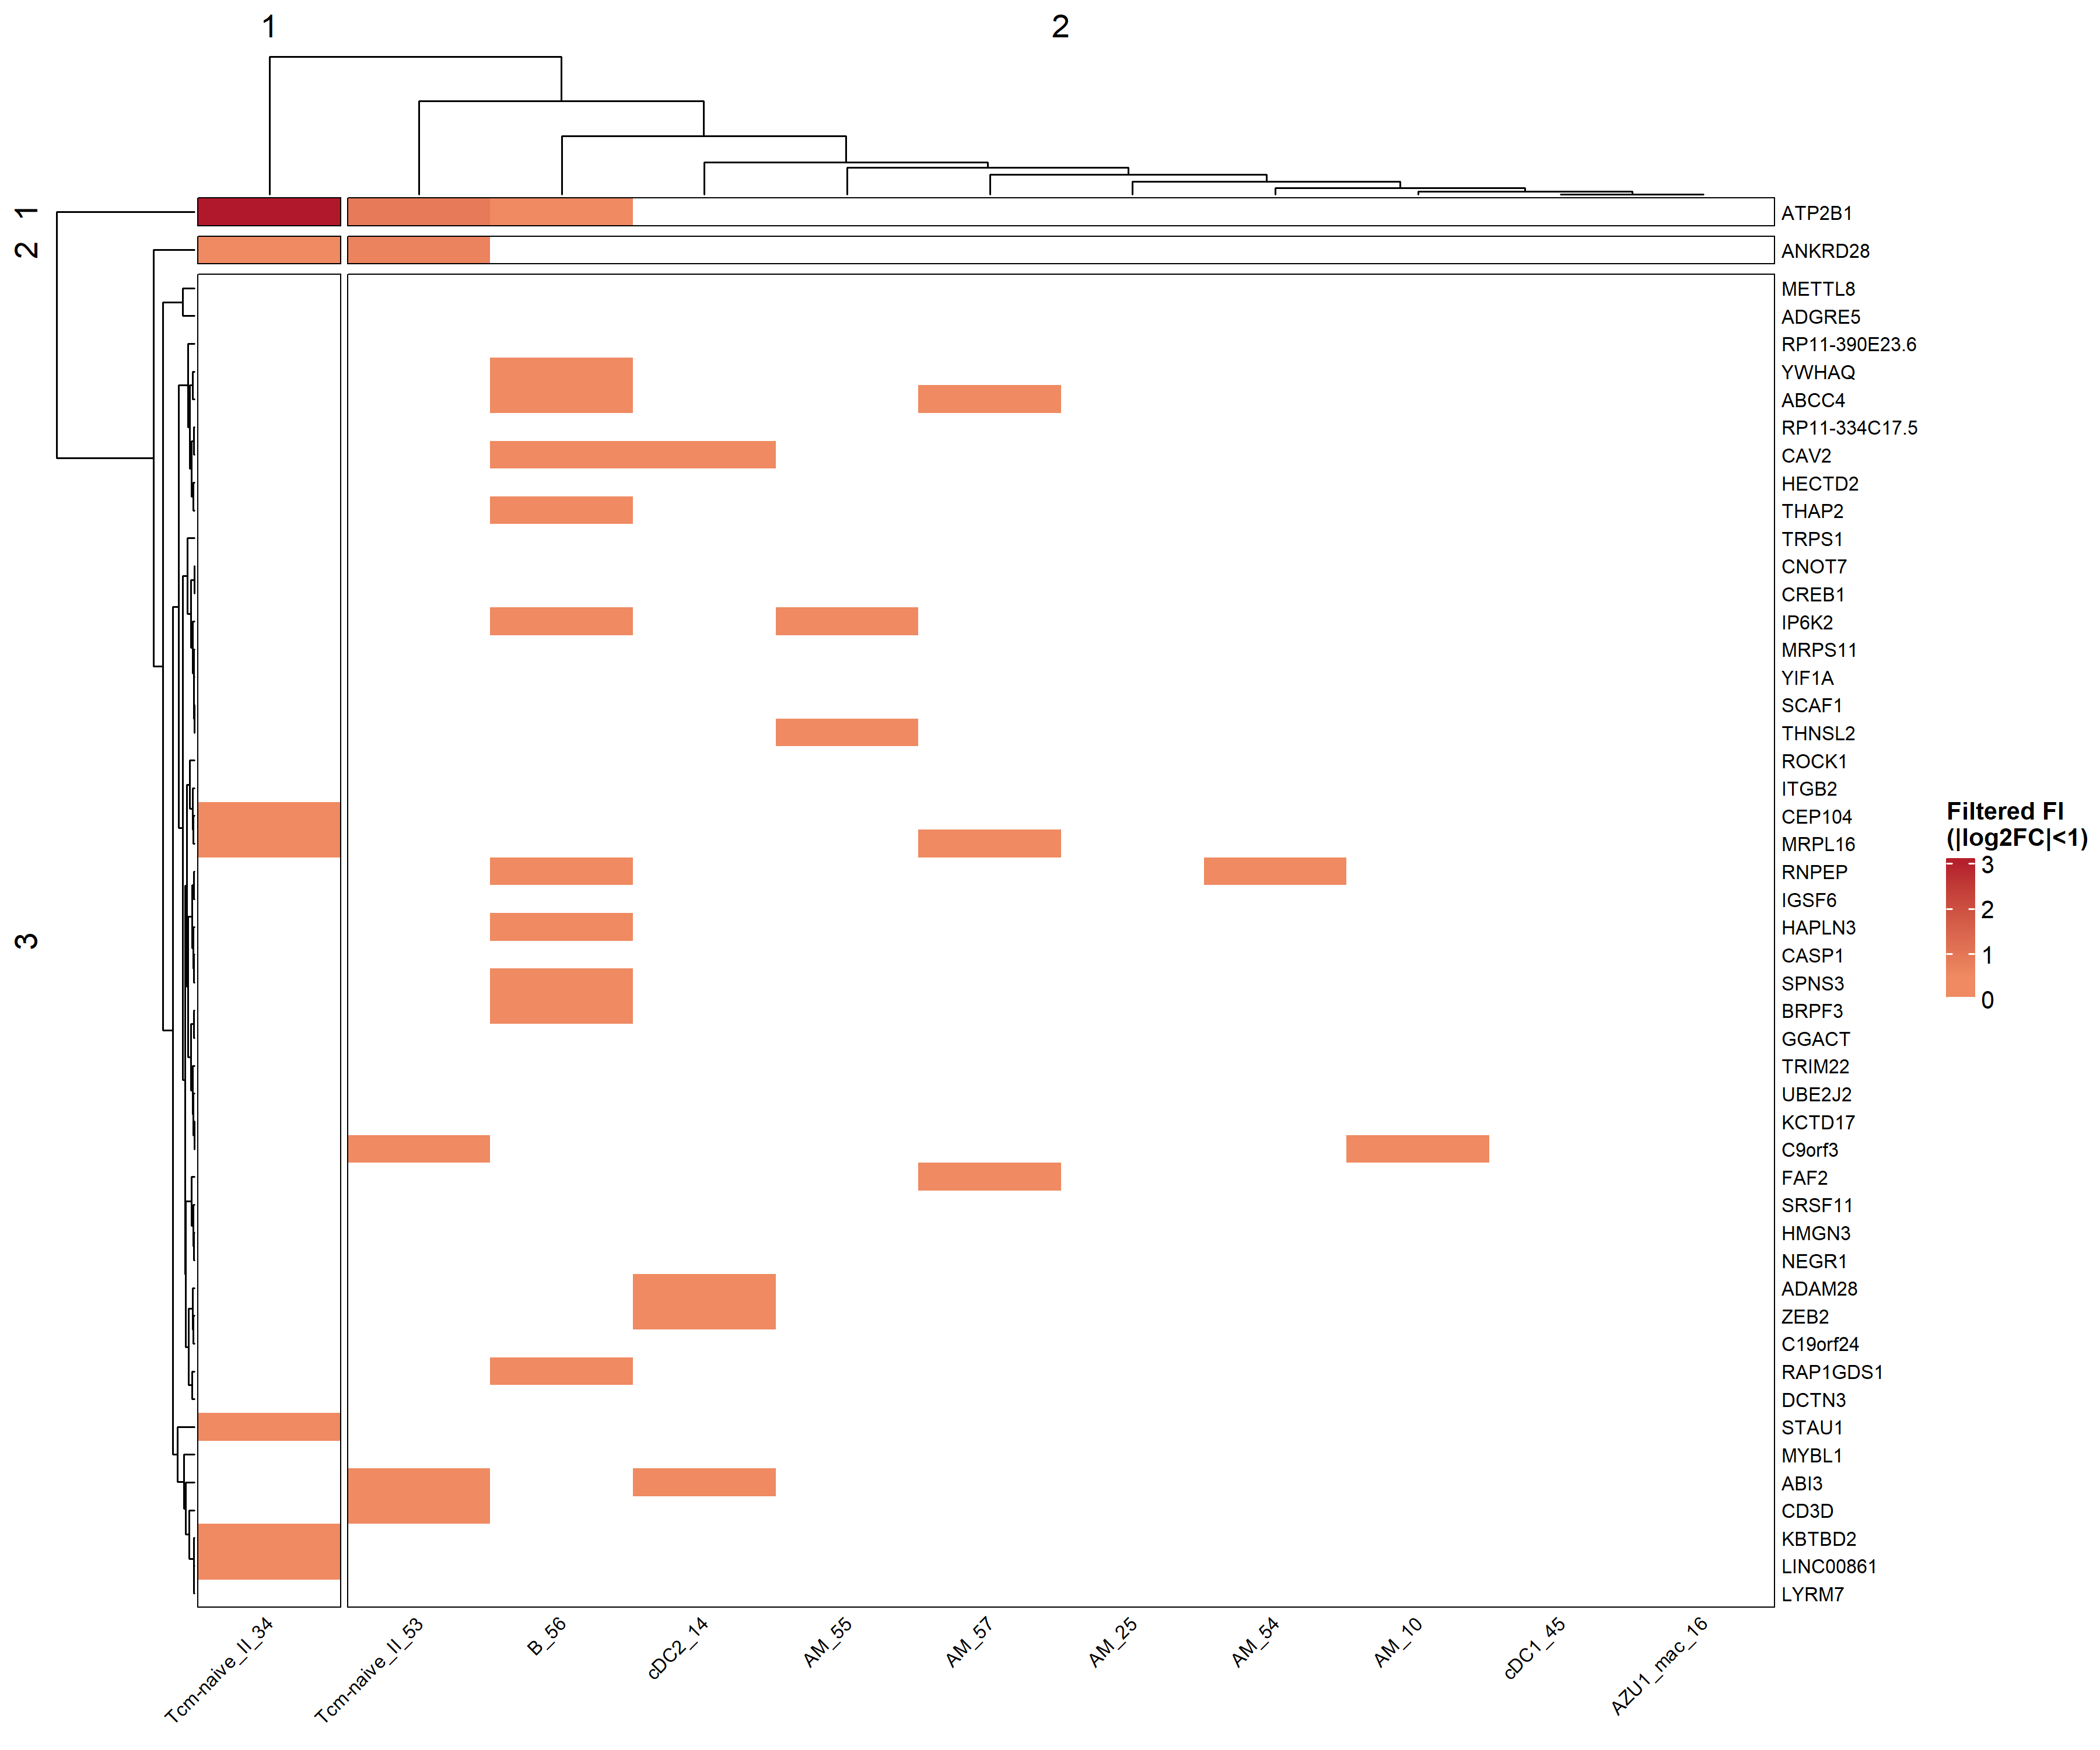 1
2
1
ATP2B1
2
ANKRD28
METTL8
ADGRE5
RP11-390E23.6
YWHAQ
ABCC4
RP11-334C17.5
CAV2
HECTD2
THAP2
TRPS1
CNOT7
CREB1
IP6K2
MRPS11
YIF1A
SCAF1
THNSL2
ROCK1
ITGB2
CEP104
MRPL16
RNPEP
IGSF6
HAPLN3
3
CASP1
SPNS3
BRPF3
GGACT
TRIM22
UBE2J2
KCTD17
C9orf3
FAF2
SRSF11
HMGN3
NEGR1
ADAM28
ZEB2
C19orf24
RAP1GDS1
DCTN3
STAU1
MYBL1
ABI3
CD3D
KBTBD2
LINC00861
LYRM7
Filtered FI
(|log2FC|<1)
3
2
1
0
Tcm-naive_II_34
Tcm-naive_II_53
B_56
cDC2_14
AM_55
AM_57
AM_25
AM_54
AM_10
cDC1_45
AZU1_mac_16